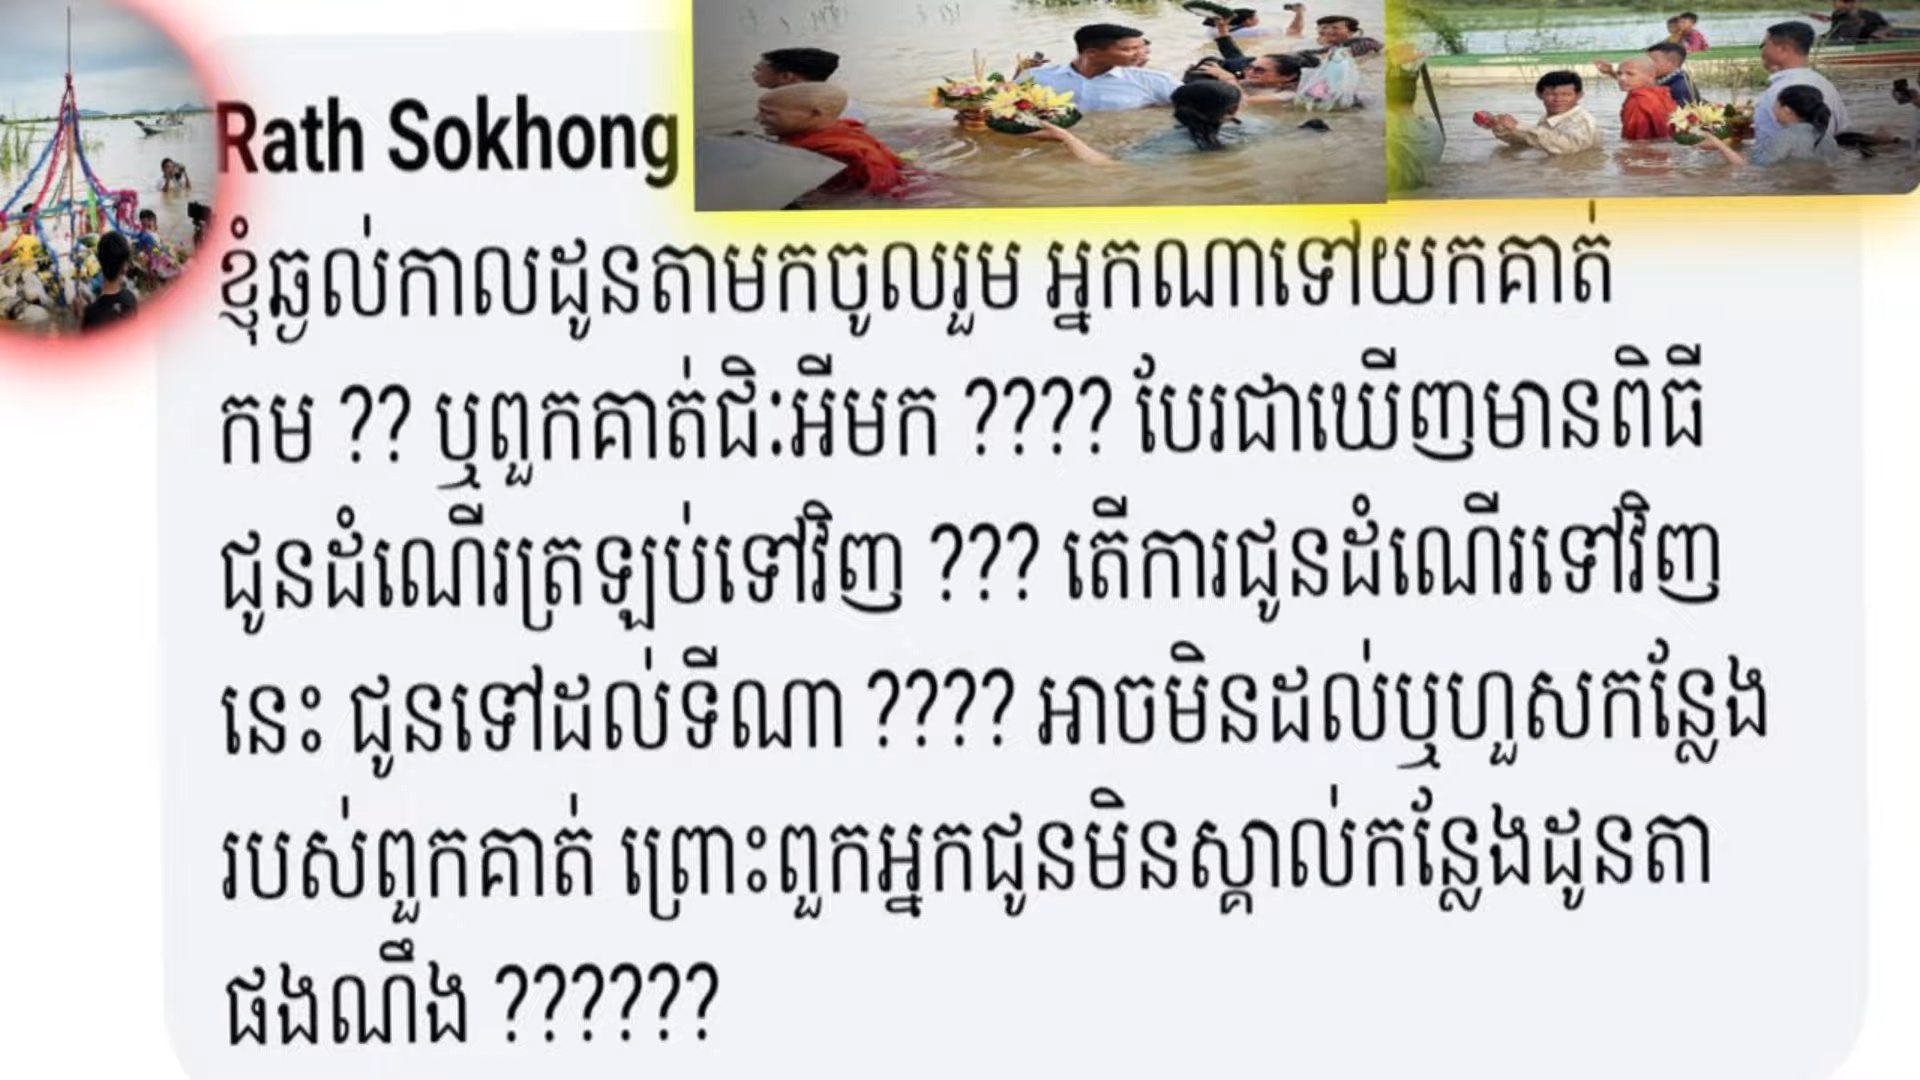 Rath Sokhong
ខ្ញុំឆ្ងល់កាលដូនតាមកចូលរួម អ្នកណាទៅយកគាត់
កម ?? ឬពួកគាត់ជិះអីមក ???? បែរជាឃើញមានពិធី
ជូនដំណើរត្រឡប់ទៅវិញ ??? តើការជូនដំណើរទៅវិញ
នេះ ជូនទៅដល់ទីណា ???? អាចមិនដល់ឬហួសកន្លែង
របស់ពួកគាត់ ព្រោះពួកអ្នកជូនមិនស្គាល់កន្លែងដូនតា
ផងណឹង ??????